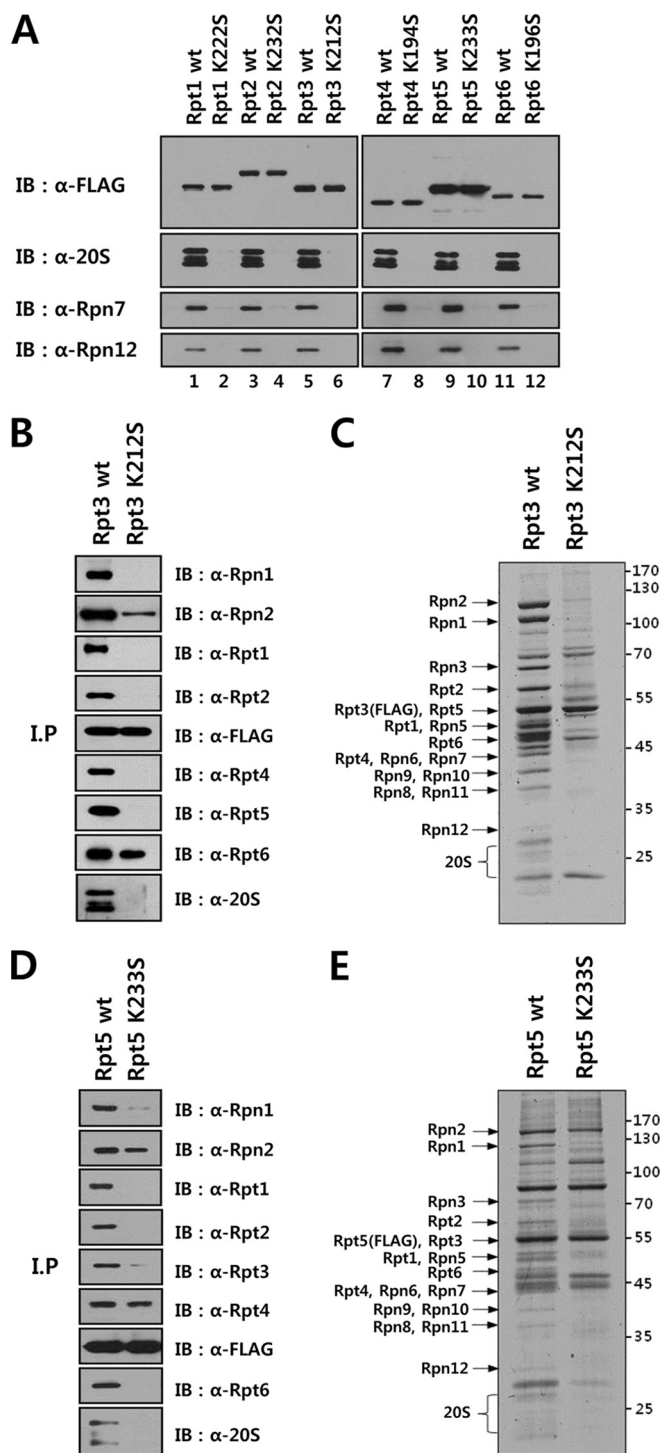 A
Rpt1 wt
Rpt1 K222S
Rpt2 wt
Rpt2 K232S
Rpt3 wt
Rpt3 K212S
Rpt4 wt
Rpt4 K194S
Rpt5 wt
Rpt5 K233S
Rpt6 wt
Rpt6 K196S
IB : α-FLAG
IB : α-20S
IB : α-Rpn7
IB : α-Rpn12
1 2 3 4 5 6 7 8 9 10 11 12
B
Rpt3 wt
Rpt3 K212S
I.P
IB : α-Rpn1
IB : α-Rpn2
IB : α-Rpt1
IB : α-Rpt2
IB : α-FLAG
IB : α-Rpt4
IB : α-Rpt5
IB : α-Rpt6
IB : α-20S
C
Rpt3 wt
Rpt3 K212S
Rpn2
Rpn1
Rpn3
Rpt2
Rpt3(FLAG), Rpt5
Rpt1, Rpn5
Rpt6
Rpt4, Rpn6, Rpn7
Rpn9, Rpn10
Rpn8, Rpn11
Rpn12
20S
-170
-130
-100
-70
-55
-45
-35
-25
D
Rpt5 wt
Rpt5 K233S
I.P
IB : α-Rpn1
IB : α-Rpn2
IB : α-Rpt1
IB : α-Rpt2
IB : α-Rpt3
IB : α-Rpt4
IB : α-FLAG
IB : α-Rpt6
IB : α-20S
E
Rpt5 wt
Rpt5 K233S
Rpn2
Rpn1
Rpn3
Rpt2
Rpt5(FLAG), Rpt3
Rpt1, Rpn5
Rpt6
Rpt4, Rpn6, Rpn7
Rpn9, Rpn10
Rpn8, Rpn11
Rpn12
20S
-170
-130
-100
-70
-55
-45
-35
-25